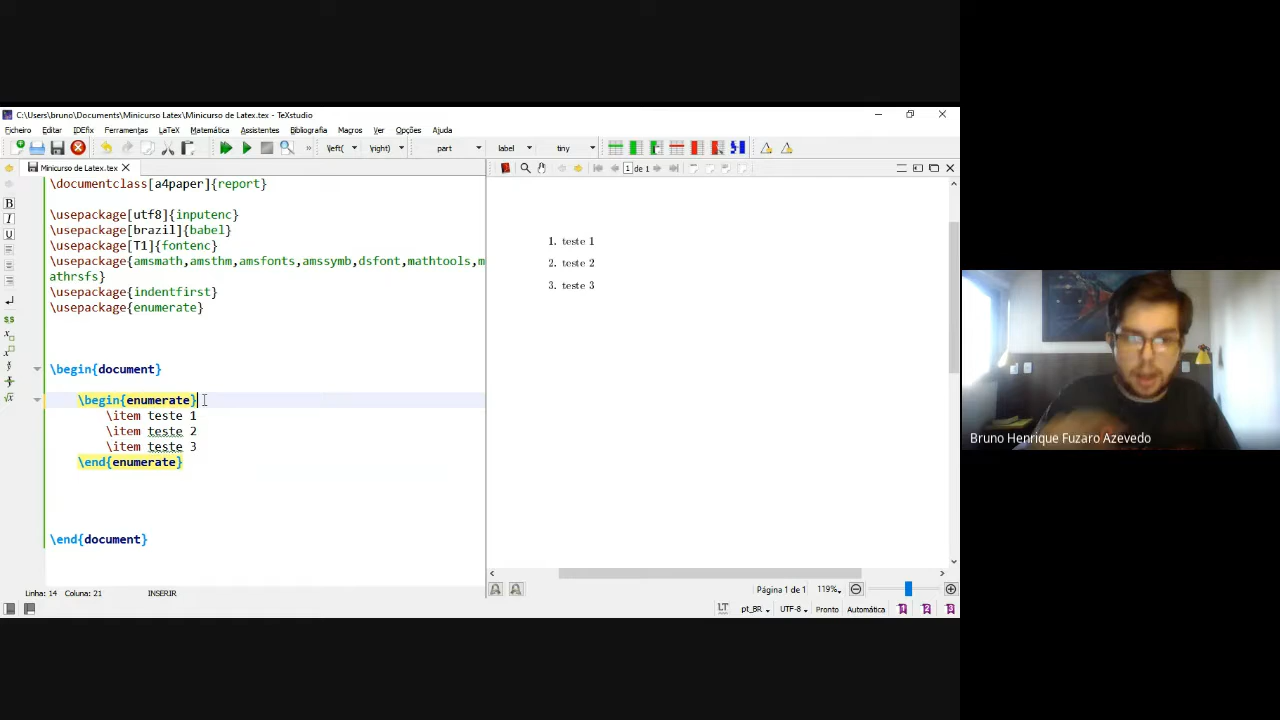 C:\Users\bruno\Documents\Minicurso Latex\Minicurso de Latex.tex - TeXstudio
Ficheiro Editar IDEfix Ferramentas LaTeX Matemática Assistentes Bibliografia Macros Ver Opções Ajuda
» \left( \right) part label tiny
Minicurso de Latex.tex
1 de 1
\documentclass[a4paper]{report}
\usepackage[utf8]{inputenc}
\usepackage[brazil]{babel}
\usepackage[T1]{fontenc}
\usepackage{amsmath,amsthm,amsfonts,amssymb,dsfont,mathtools,m
athrsfs}
\usepackage{indentfirst}
\usepackage{enumerate}
\begin{document}
\begin{enumerate}
\item teste 1
\item teste 2
\item teste 3
\end{enumerate}
\end{document}
B
I
U
1. teste 1
2. teste 2
3. teste 3
Página 1 de 1 119%
Linha: 14 Coluna: 21 INSERIR
LT pt_BR UTF-8 Pronto Automática
Bruno Henrique Fuzaro Azevedo